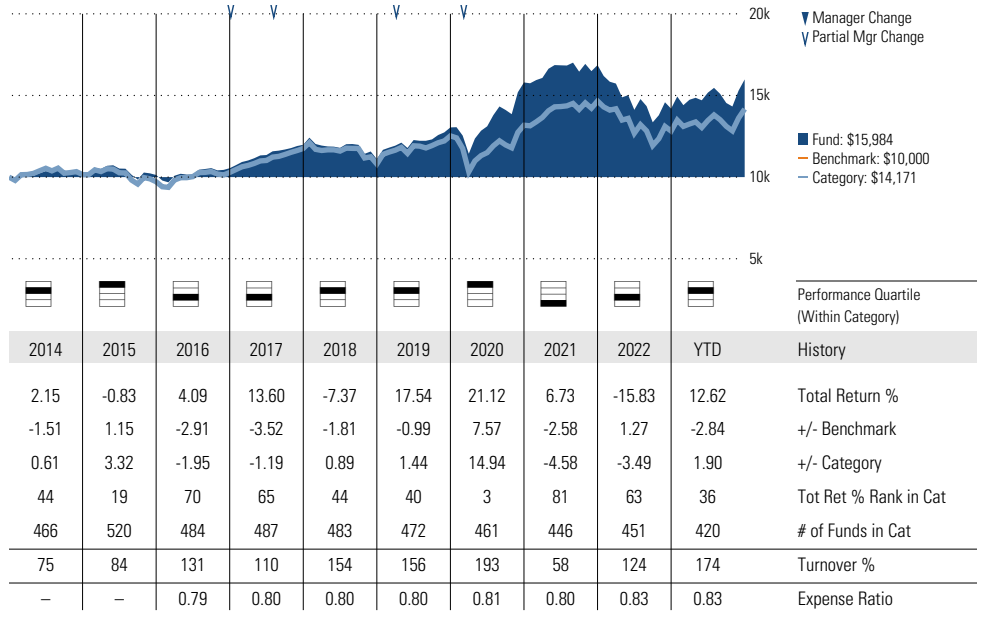 20k
Manager Change
Partial Mgr Change
15k
Fund: $15,984
Benchmark: $10,000
Category: $14,171
10k
5k
Performance Quartile
(Within Category)
2014 2015 2016 2017 2018 2019 2020 2021 2022 YTD History
2.15 -0.83 4.09 13.60 -7.37 17.54 21.12 6.73 -15.83 12.62 Total Return %
-1.51 1.15 -2.91 -3.52 -1.81 -0.99 7.57 -2.58 1.27 -2.84 +/- Benchmark
0.61 3.32 -1.95 -1.19 0.89 1.44 14.94 -4.58 -3.49 1.90 +/- Category
44 19 70 65 44 40 3 81 63 36 Tot Ret % Rank in Cat
466 520 484 487 483 472 461 446 451 420 # of Funds in Cat
75 84 131 110 154 156 193 58 124 174 Turnover %
– – 0.79 0.80 0.80 0.80 0.81 0.80 0.83 0.83 Expense Ratio